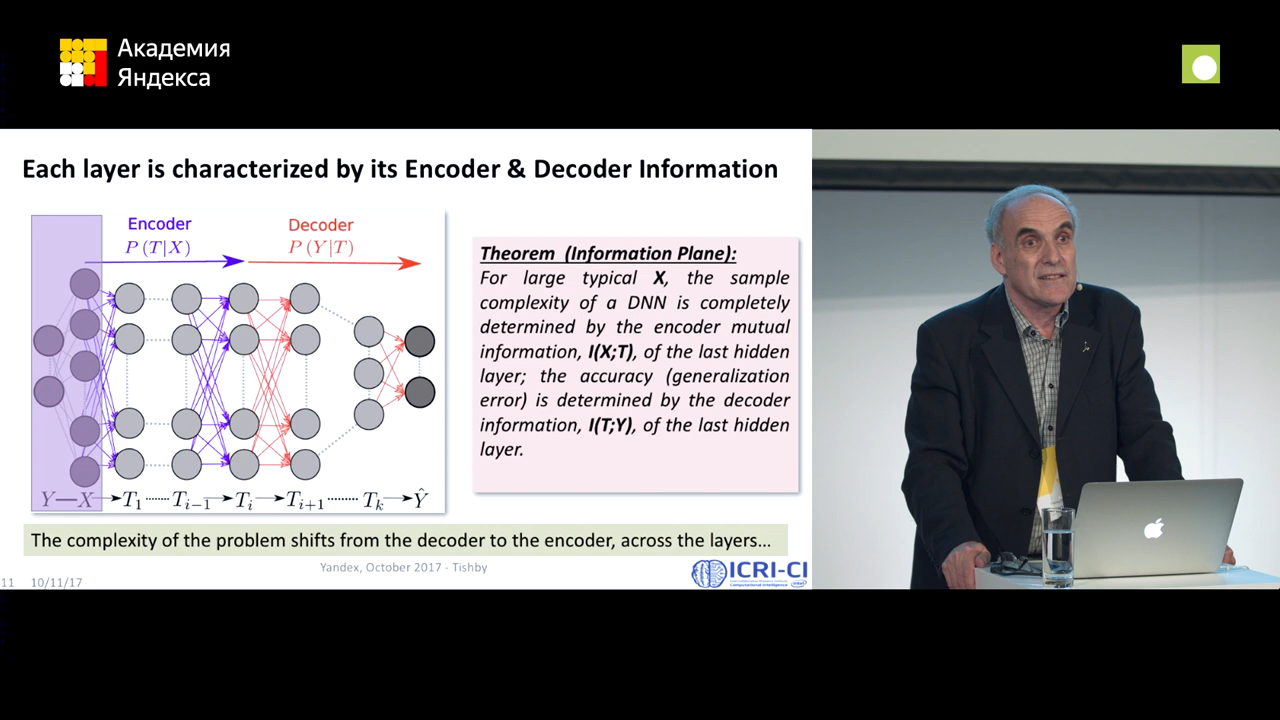 Академия
Яндекса
Each layer is characterized by its Encoder & Decoder Information
Encoder
P (T|X)
Decoder
P (Y|T)
Y—X → T₁ ······ Tᵢ₋₁ → Tᵢ → Tᵢ₊₁ ······· Tₖ → Ŷ
Theorem (Information Plane):
For large typical X, the sample
complexity of a DNN is completely
determined by the encoder mutual
information, I(X;T), of the last hidden
layer; the accuracy (generalization
error) is determined by the decoder
information, I(T;Y), of the last hidden
layer.
The complexity of the problem shifts from the decoder to the encoder, across the layers...
11 10/11/17
Yandex, October 2017 - Tishby
ICRI-CI
Computational Intelligence